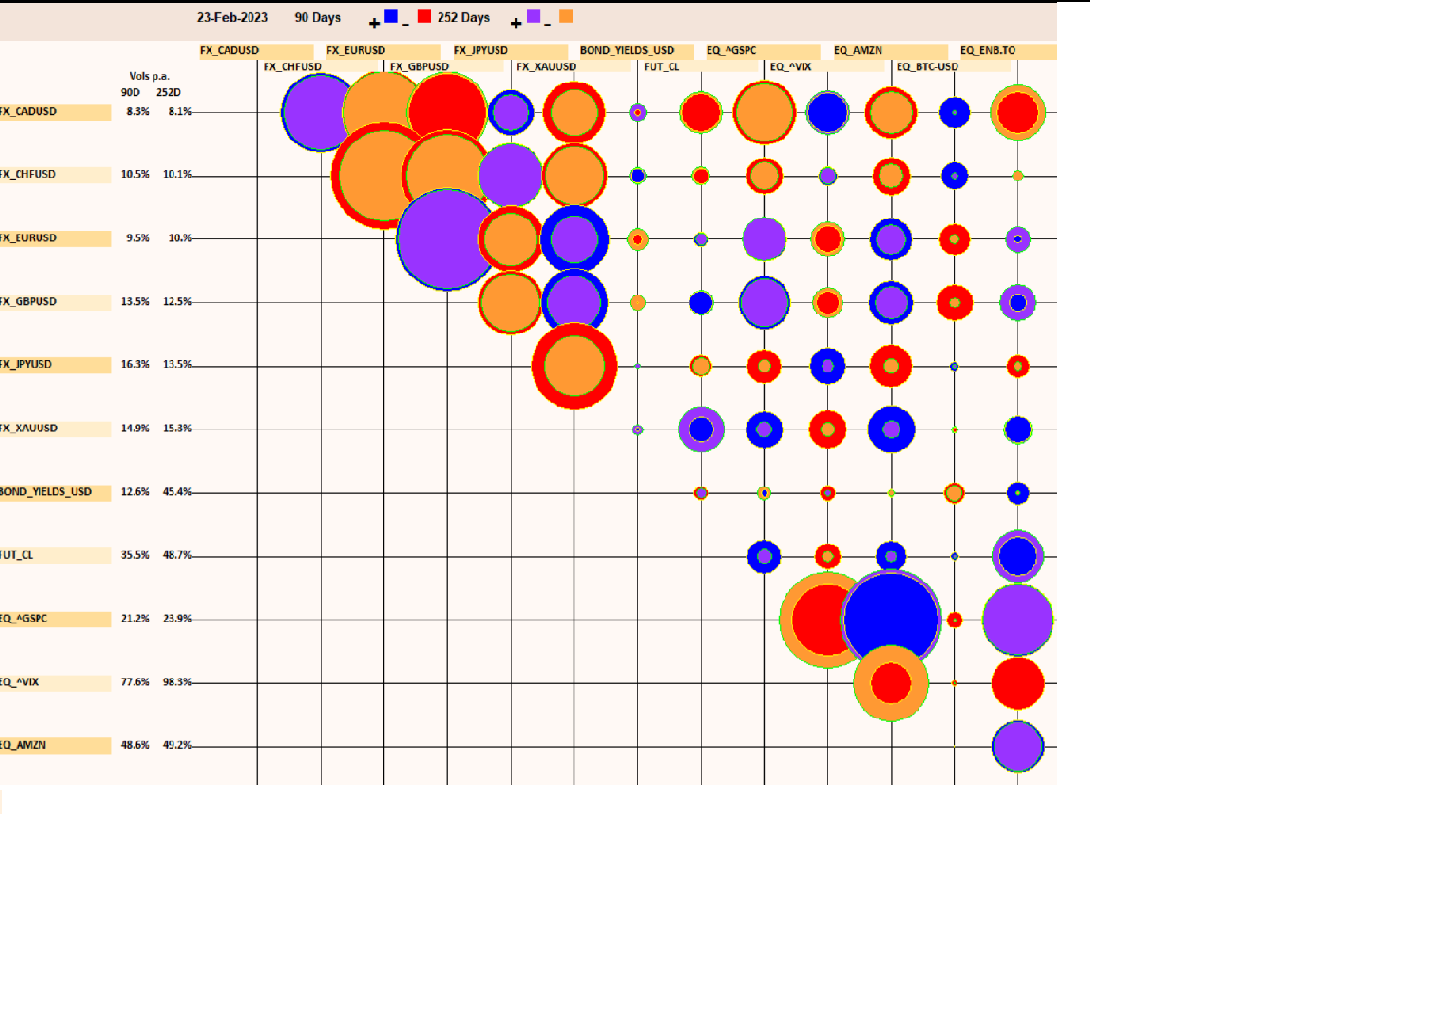 23-Feb-2023 90 Days + - 252 Days + -
FX_CADUSD FX_EURUSD FX_JPYUSD BOND_YIELDS_USD EQ_^GSPC EQ_AMZN EQ_ENB.TO
FX_CHFUSD FX_GBPUSD FX_XAUUSD FUT_CL EQ_^VIX EQ_BTC-USD
Vols p.a.
90D 252D
FX_CADUSD 8.3% 8.1%
FX_CHFUSD 10.5% 10.1%
FX_EURUSD 9.5% 10.%
FX_GBPUSD 13.5% 12.5%
FX_JPYUSD 16.3% 13.5%
FX_XAUUSD 14.9% 15.3%
BOND_YIELDS_USD 12.6% 45.4%
FUT_CL 35.5% 48.7%
EQ_^GSPC 21.2% 23.9%
EQ_^VIX 77.6% 98.3%
EQ_AMZN 48.6% 49.2%